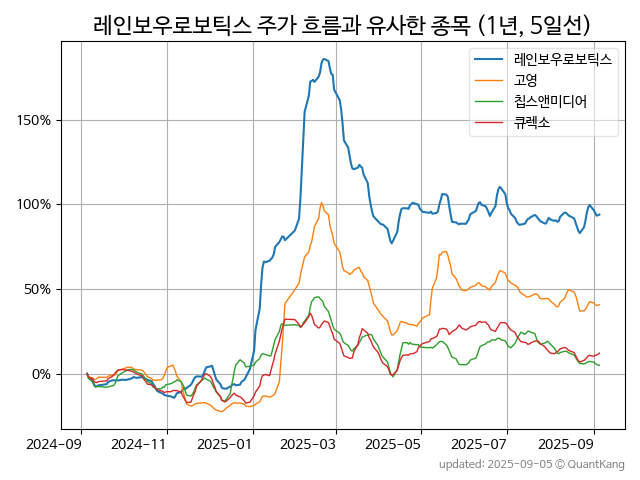 레인보우로보틱스 주가 흐름과 유사한 종목 (1년, 5일선)
레인보우로보틱스
고영
칩스앤미디어
큐렉소
150%
100%
50%
0%
2024-09 2024-11 2025-01 2025-03 2025-05 2025-07 2025-09
updated: 2025-09-05 © QuantKang